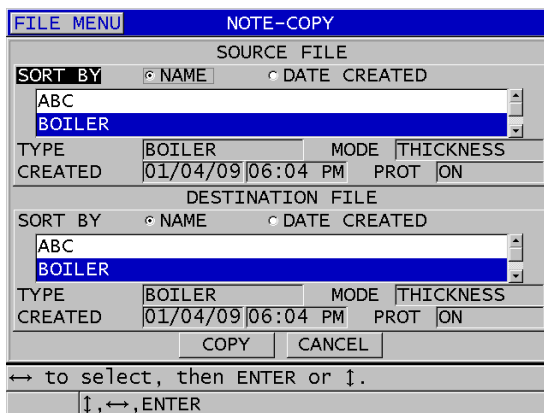 FILE MENU NOTE-COPY
SOURCE FILE
SORT BY NAME DATE CREATED
ABC
BOILER
TYPE BOILER MODE THICKNESS
CREATED 01/04/09 06:04 PM PROT ON
DESTINATION FILE
SORT BY NAME DATE CREATED
ABC
BOILER
TYPE BOILER MODE THICKNESS
CREATED 01/04/09 06:04 PM PROT ON
COPY CANCEL
↔ to select, then ENTER or ↕.
↕,↔,ENTER